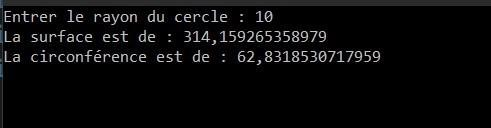 Entrer le rayon du cercle : 10
La surface est de : 314,159265358979
La circonférence est de : 62,8318530717959